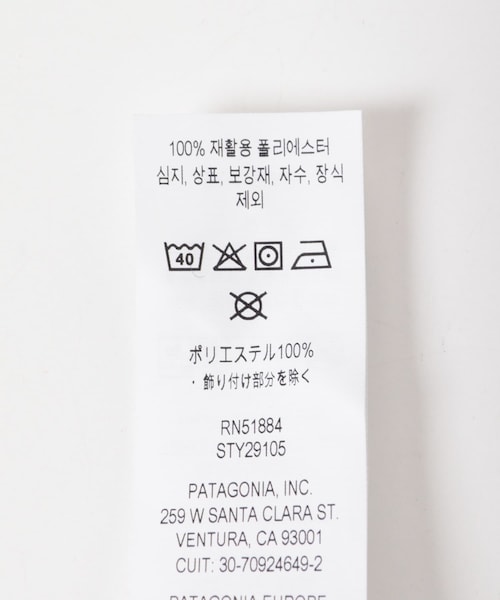 100% 재활용 폴리에스터
심지, 상표, 보강재, 자수, 장식
제외
40
ポリエステル100%
・飾り付け部分を除く
RN51884
STY29105
PATAGONIA, INC.
259 W SANTA CLARA ST.
VENTURA, CA 93001
CUIT: 30-70924649-2
PATAGONIA EUROPE